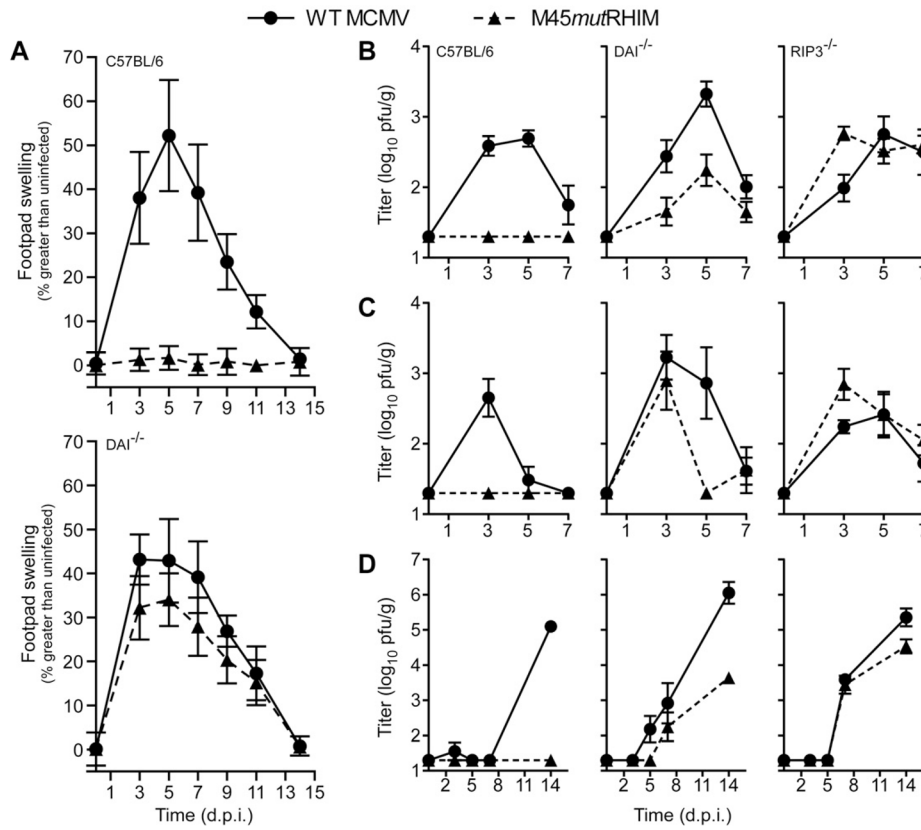 WT MCMV M45mutRHIM
A
C57BL/6
Footpad swelling
(% greater than uninfected)
70
60
50
40
30
20
10
0
1 3 5 7 9 11 13 15
DAI-/-
Footpad swelling
(% greater than uninfected)
70
60
50
40
30
20
10
0
1 3 5 7 9 11 13 15
Time (d.p.i.)
B
C57BL/6 DAI-/- RIP3-/-
Titer (log10 pfu/g)
4
3
2
1
1 3 5 7 1 3 5 7 1 3 5 7
C
Titer (log10 pfu/g)
4
3
2
1
1 3 5 7 1 3 5 7 1 3 5 7
D
Titer (log10 pfu/g)
7
6
5
4
3
2
1
2 5 8 11 14 2 5 8 11 14 2 5 8 11 14
Time (d.p.i.)